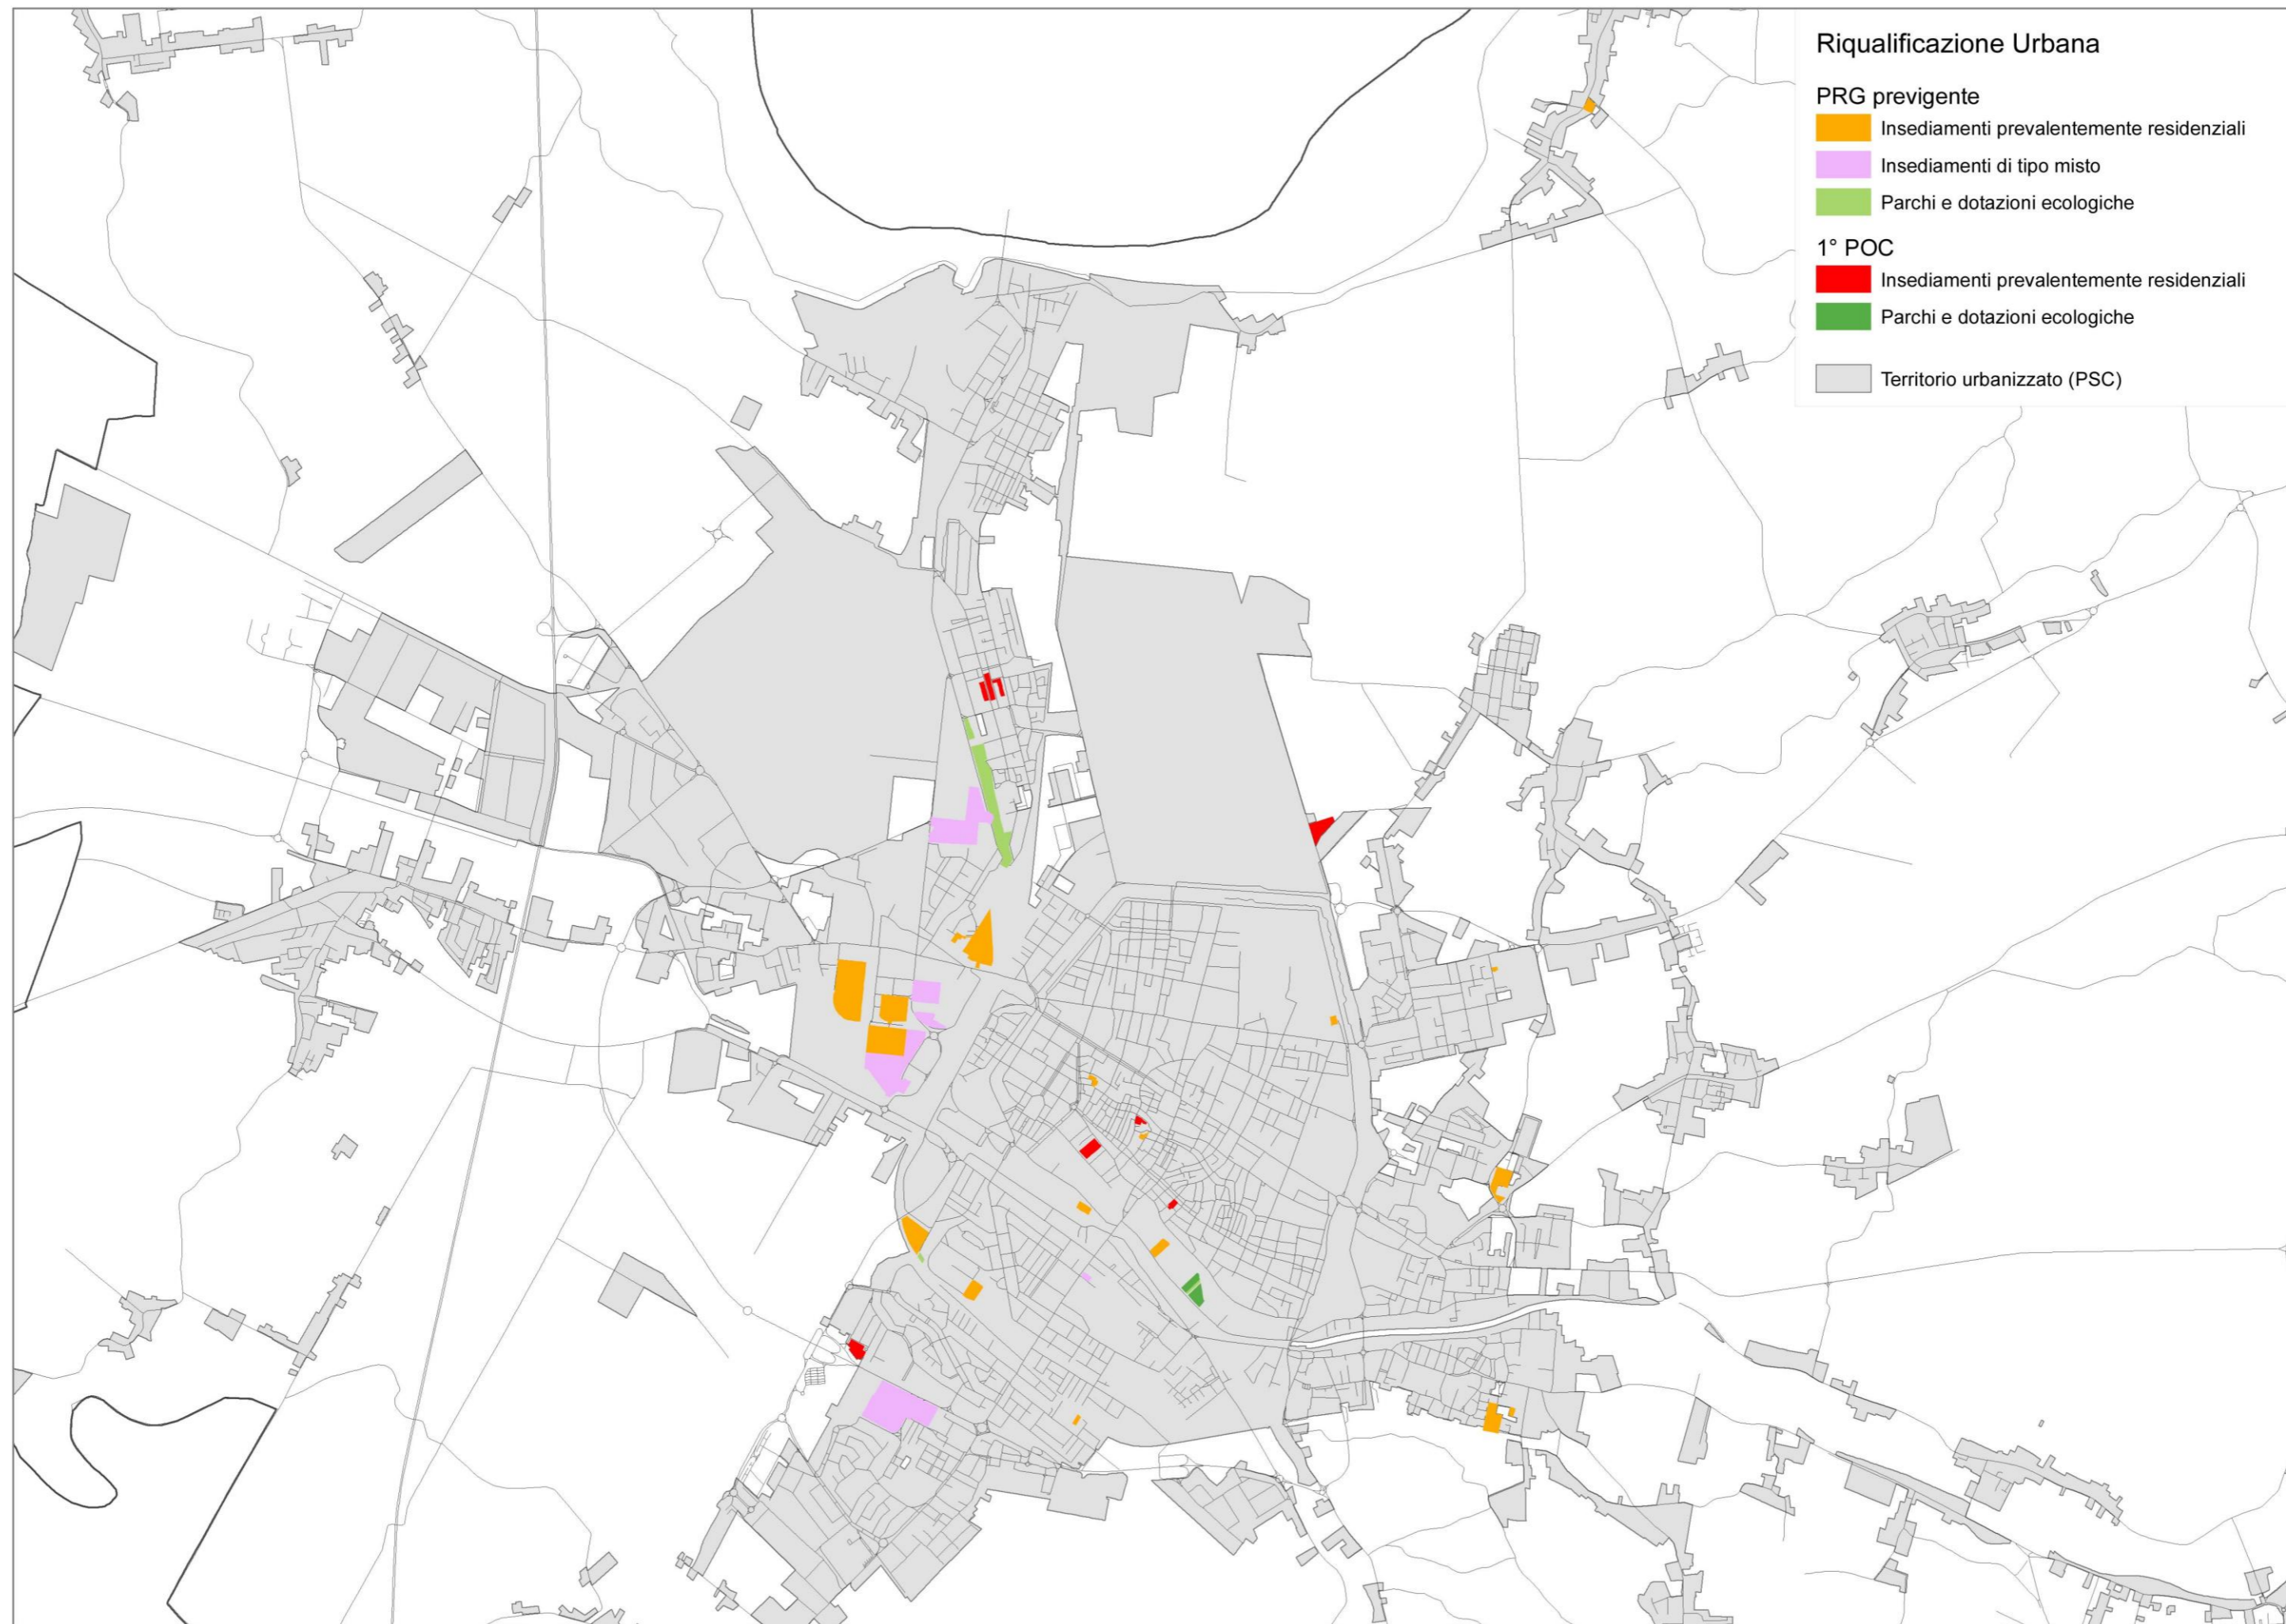 Riqualificazione Urbana
PRG previgente
Insediamenti prevalentemente residenziali
Insediamenti di tipo misto
Parchi e dotazioni ecologiche
1° POC
Insediamenti prevalentemente residenziali
Parchi e dotazioni ecologiche
Territorio urbanizzato (PSC)